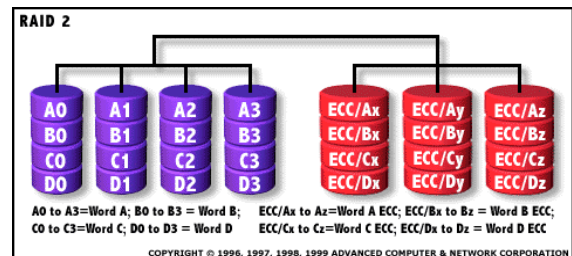 RAID 2
A0 A1 A2 A3 ECC/Ax ECC/Ay ECC/Az
B0 B1 B2 B3 ECC/Bx ECC/By ECC/Bz
C0 C1 C2 C3 ECC/Cx ECC/Cy ECC/Cz
D0 D1 D2 D3 ECC/Dx ECC/Dy ECC/Dz
A0 to A3=Word A; B0 to B3 = Word B;
C0 to C3=Word C; D0 to D3 = Word D
ECC/Ax to Az=Word A ECC; ECC/Bx to Bz = Word B ECC;
ECC/Cx to Cz=Word C ECC; ECC/Dx to Dz = Word D ECC
COPYRIGHT © 1996, 1997, 1998, 1999 ADVANCED COMPUTER & NETWORK CORPORATION